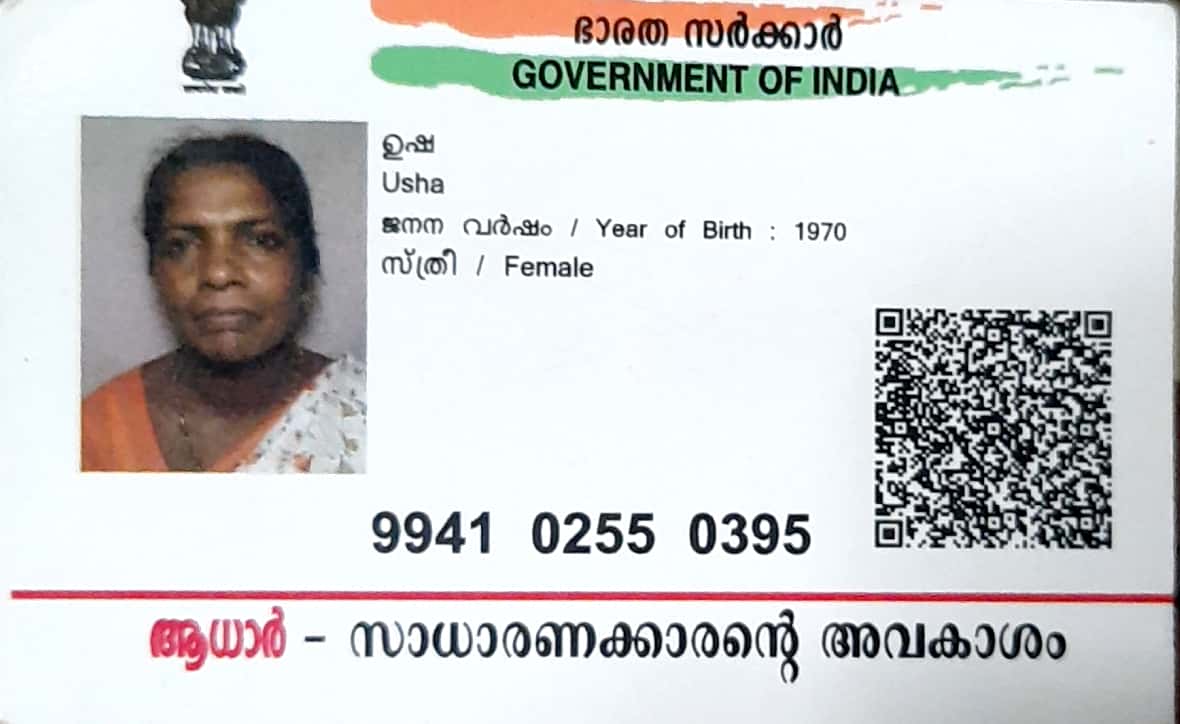 ഭാരത സർക്കാർ
GOVERNMENT OF INDIA
ഉഷ
Usha
ജനന വർഷം / Year of Birth : 1970
സ്ത്രീ / Female
9941 0255 0395
ആധാർ - സാധാരണക്കാരന്റെ അവകാശം